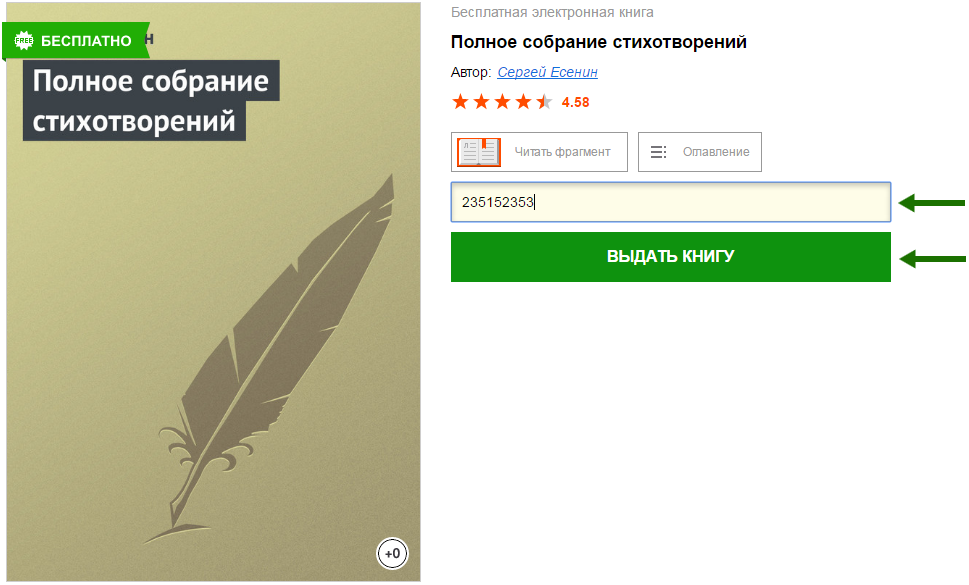 Бесплатная электронная книга
FREE БЕСПЛАТНО Н
Полное собрание
стихотворений
Полное собрание стихотворений
Автор: Сергей Есенин
4.58
Читать фрагмент
Оглавление
235152353
ВЫДАТЬ КНИГУ
+0